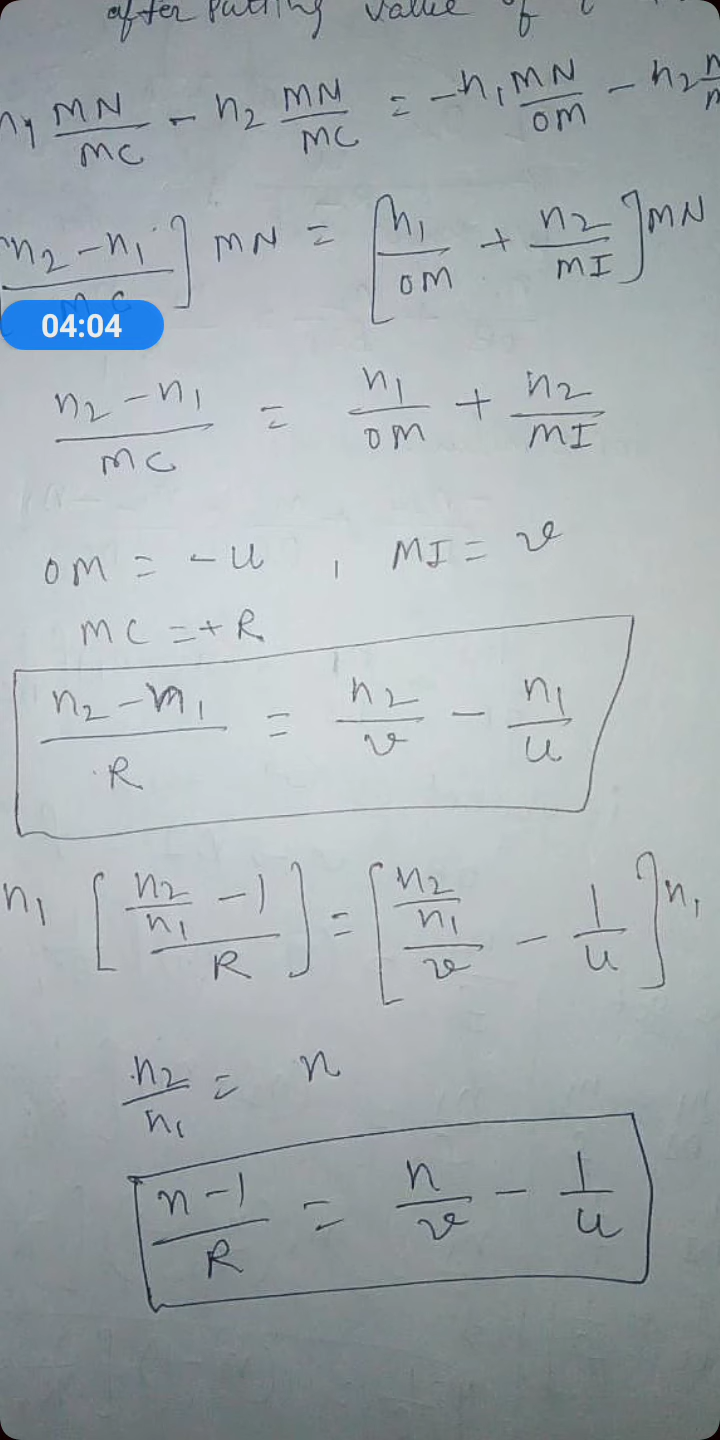 after putting value of
n1 MN/MC - n2 MN/MC = -n1 MN/OM - n2
[n2 - n1 / MC] MN = [n1/OM + n2/MI] MN
04:04
n2 - n1 / MC = n1/OM + n2/MI
OM = -u , MI = v
MC = +R
n2 - n1 / R = n2/v - n1/u
n1 [n2/n1 - 1 / R] = [n2/n1 / v - 1/u] n1
n2/n1 = n
n - 1 / R = n/v - 1/u